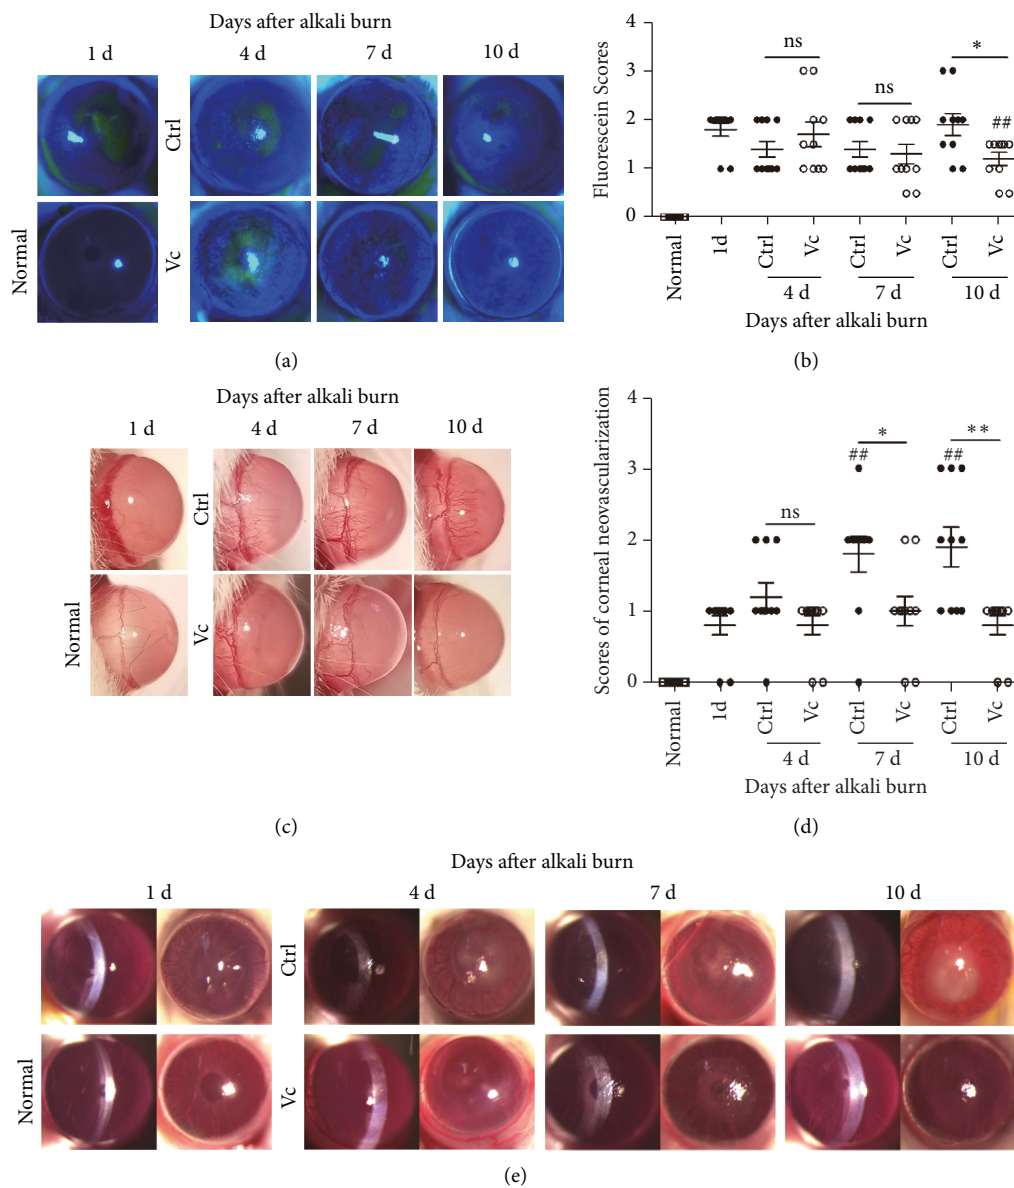 Days after alkali burn
1 d 4 d 7 d 10 d
Ctrl
Normal Vc
(a)
Fluorescein Scores
4
3
2
1
0
ns ns *
##
Normal 1d Ctrl Vc Ctrl Vc Ctrl Vc
4 d 7 d 10 d
Days after alkali burn
(b)
Days after alkali burn
1 d 4 d 7 d 10 d
Ctrl
Normal Vc
(c)
Scores of corneal neovascularization
4
3
2
1
0
ns * **
## ##
Normal 1d Ctrl Vc Ctrl Vc Ctrl Vc
4 d 7 d 10 d
Days after alkali burn
(d)
Days after alkali burn
1 d 4 d 7 d 10 d
Ctrl
Normal Vc
(e)